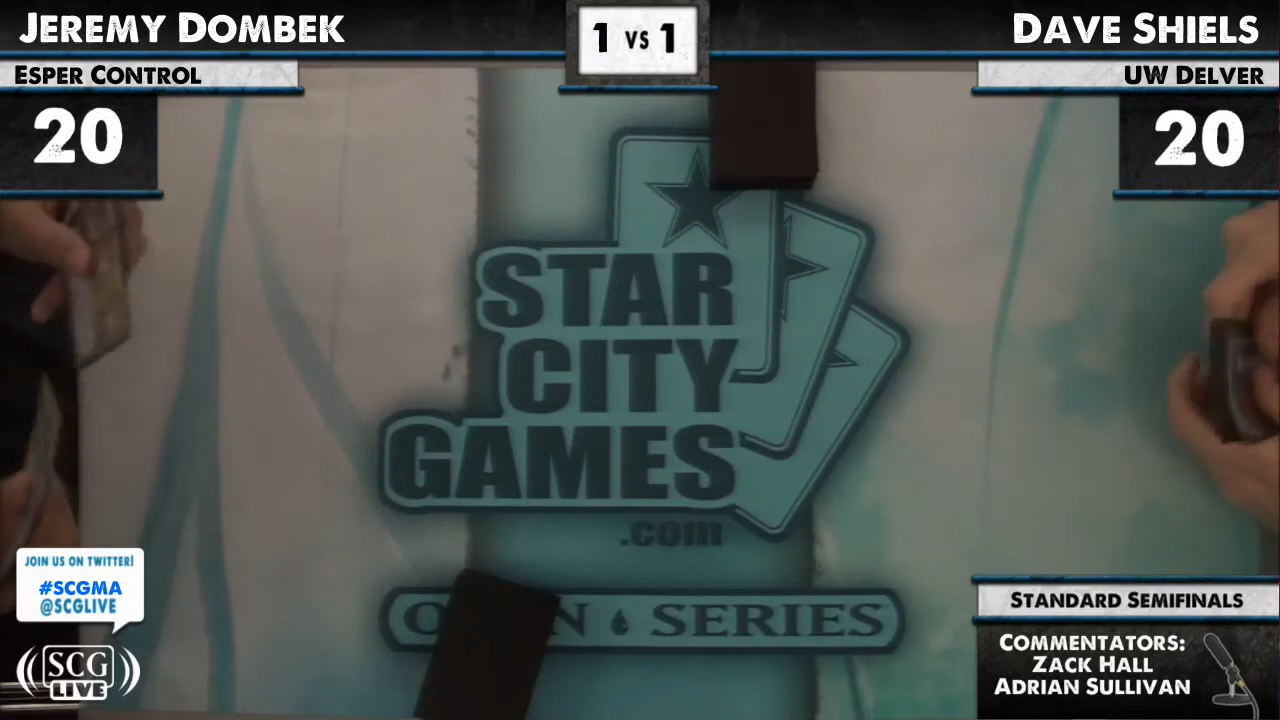 JEREMY DOMBEK
1 VS 1
DAVE SHIELS
ESPER CONTROL
UW DELVER
20
20
STAR
CITY
GAMES
.com
O N SERIES
JOIN US ON TWITTER!
#SCGMA
@SCGLIVE
SCG
LIVE
STANDARD SEMIFINALS
COMMENTATORS:
ZACK HALL
ADRIAN SULLIVAN